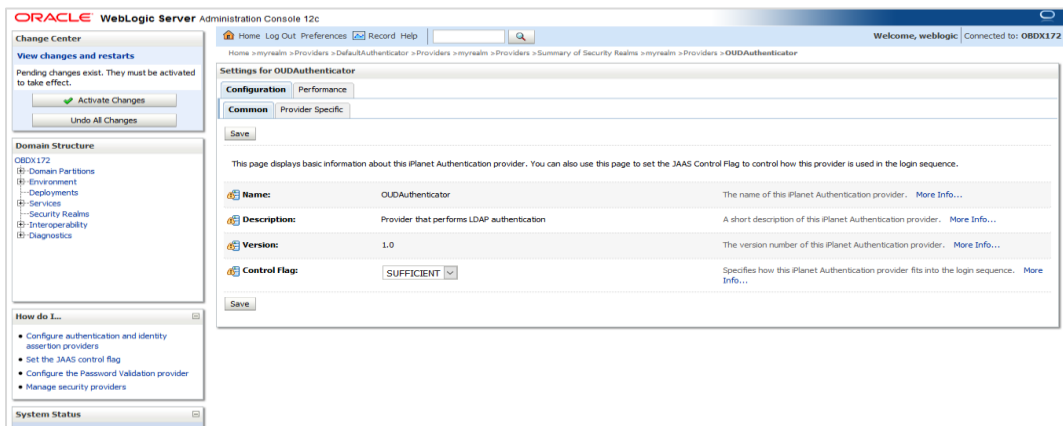 ORACLE WebLogic Server Administration Console 12c
Change Center
View changes and restarts
Pending changes exist. They must be activated
to take effect.
Activate Changes
Undo All Changes
Domain Structure
OBDX172
Domain Partitions
Environment
Deployments
Services
Security Realms
Interoperability
Diagnostics
How do I...
Configure authentication and identity
assertion providers
Set the JAAS control flag
Configure the Password Validation provider
Manage security providers
System Status
Home Log Out Preferences Record Help
Welcome, weblogic Connected to: OBDX172
Home >myrealm >Providers >DefaultAuthenticator >Providers >myrealm >Providers >Summary of Security Realms >myrealm >Providers >OUDAuthenticator
Settings for OUDAuthenticator
Configuration Performance
Common Provider Specific
Save
This page displays basic information about this iPlanet Authentication provider. You can also use this page to set the JAAS Control Flag to control how this provider is used in the login sequence.
Name: OUDAuthenticator The name of this iPlanet Authentication provider. More Info...
Description: Provider that performs LDAP authentication A short description of this iPlanet Authentication provider. More Info...
Version: 1.0 The version number of this iPlanet Authentication provider. More Info...
Control Flag: SUFFICIENT Specifies how this iPlanet Authentication provider fits into the login sequence. More
Info...
Save